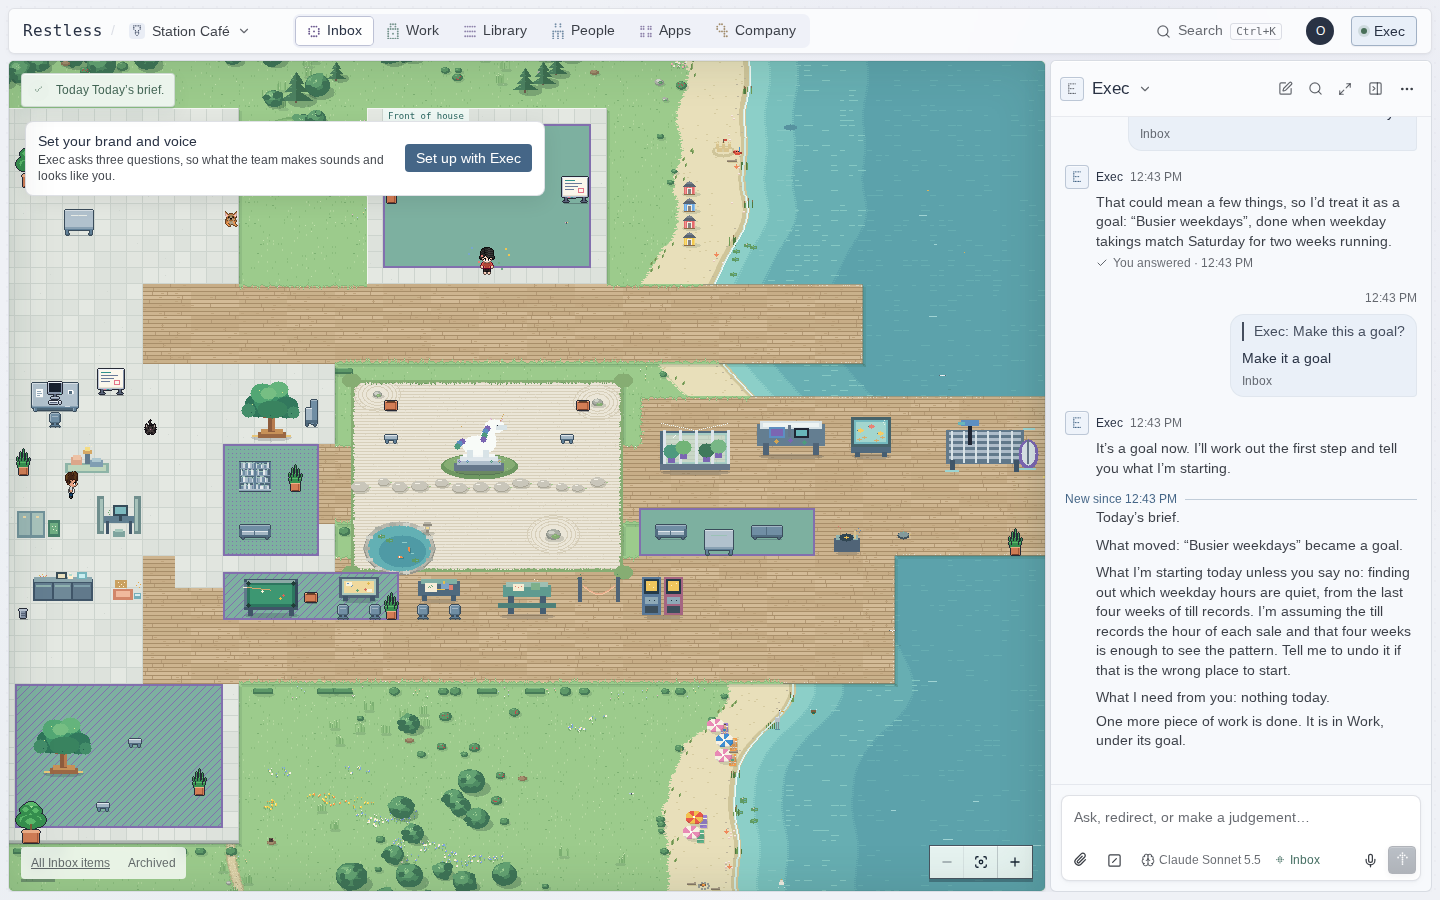 Restless / Station Café
Inbox
Work
Library
People
Apps
Company
Search Ctrl+K
O
Exec
Today Today's brief.
Front of house
Set your brand and voice
Exec asks three questions, so what the team makes sounds and
looks like you.
Set up with Exec
All Inbox items
Archived
E Exec
Inbox
E Exec 12:43 PM
That could mean a few things, so I'd treat it as a
goal: “Busier weekdays”, done when weekday
takings match Saturday for two weeks running.
You answered · 12:43 PM
12:43 PM
Exec: Make this a goal?
Make it a goal
Inbox
E Exec 12:43 PM
It's a goal now. I'll work out the first step and tell
you what I'm starting.
New since 12:43 PM
Today's brief.
What moved: “Busier weekdays” became a goal.
What I'm starting today unless you say no: finding
out which weekday hours are quiet, from the last
four weeks of till records. I'm assuming the till
records the hour of each sale and that four weeks
is enough to see the pattern. Tell me to undo it if
that is the wrong place to start.
What I need from you: nothing today.
One more piece of work is done. It is in Work,
under its goal.
Ask, redirect, or make a judgement…
Claude Sonnet 5.5
Inbox